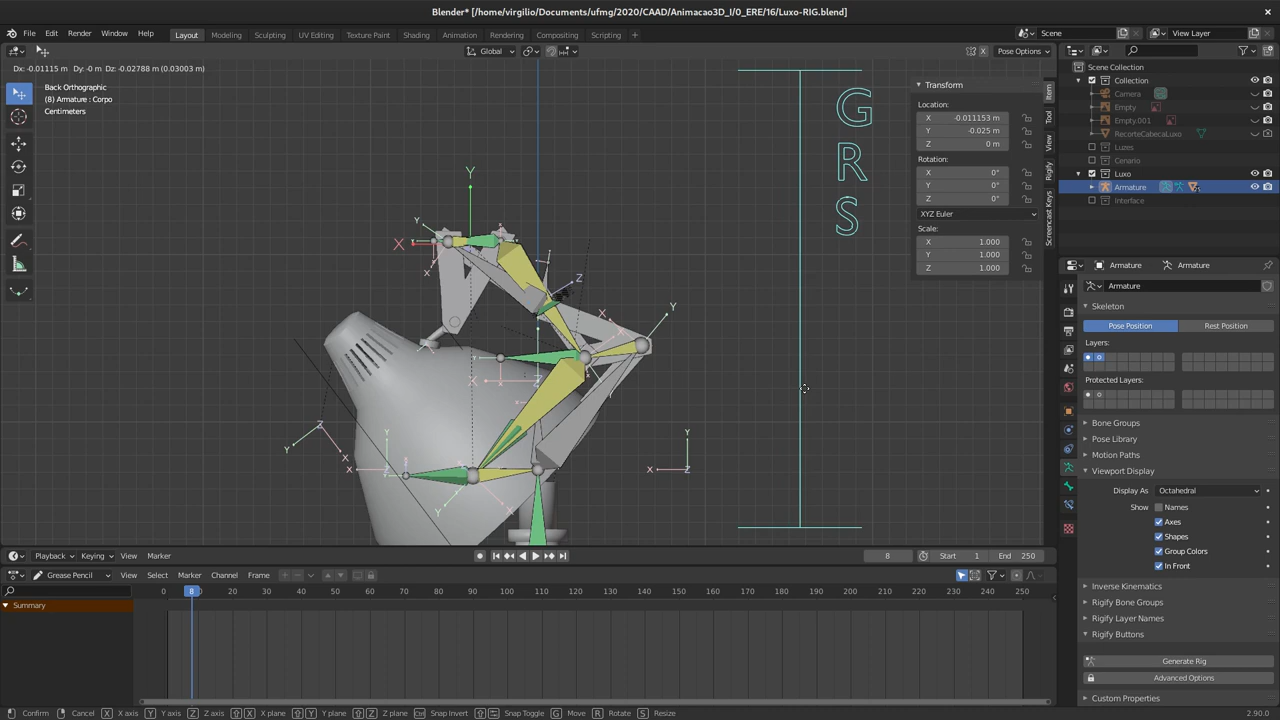 Blender* [/home/virgilio/Documents/ufmg/2020/CAAD/Animacao3D_I/0_ERE/16/Luxo-RIG.blend]
File Edit Render Window Help Layout Modeling Sculpting UV Editing Texture Paint Shading Animation Rendering Compositing Scripting + Scene View Layer
Global X Pose Options
Dx: -0.01115 m Dy: -0 m Dz: -0.02788 m (0.03003 m)
Back Orthographic
(8) Armature : Corpo
Centimeters
G
R
S
Transform
Location:
X -0.011153 m
Y -0.025 m
Z 0 m
Rotation:
X 0°
Y 0°
Z 0°
XYZ Euler
Scale:
X 1.000
Y 1.000
Z 1.000
Item
Tool
View
Rigify
Screencast Keys
Scene Collection
Collection
Camera
Empty
Empty.001
RecorteCabecaLuxo
Luzes
Cenario
Luxo
Armature
Interface
Armature Armature
Armature
Skeleton
Pose Position Rest Position
Layers:
Protected Layers:
Bone Groups
Pose Library
Motion Paths
Viewport Display
Display As Octahedral
Show Names
Axes
Shapes
Group Colors
In Front
Inverse Kinematics
Rigify Bone Groups
Rigify Layer Names
Rigify Buttons
Generate Rig
Advanced Options
Custom Properties
Playback Keying View Marker 8 Start 1 End 250
Grease Pencil View Select Marker Channel Frame
0 8 20 30 40 50 60 70 80 90 100 110 120 130 140 150 160 170 180 190 200 210 220 230 240 250
Summary
Confirm Cancel X X axis Y Y axis Z Z axis X X plane Y Y plane Z Z plane Ctrl Snap Invert Snap Toggle G Move R Rotate S Resize 2.90.0